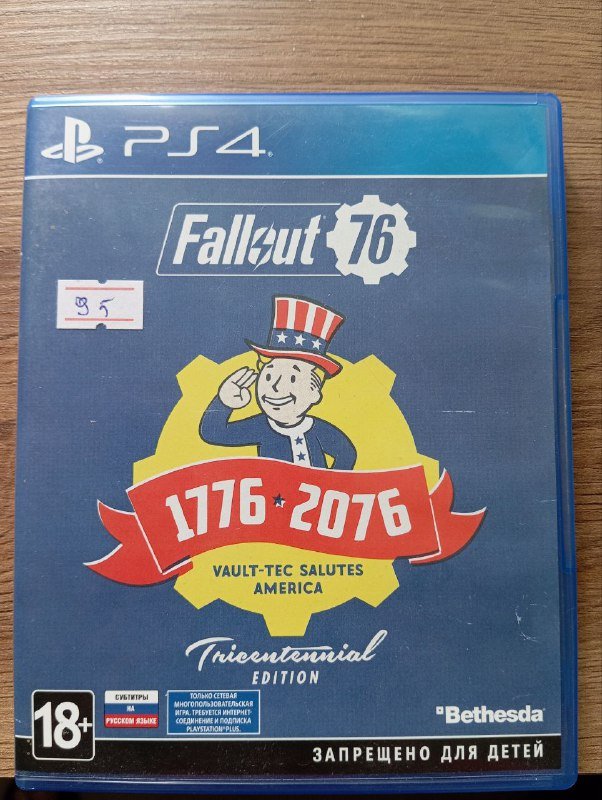 PS4
Fallout 76
95
1776 ★ 2076
VAULT-TEC SALUTES
AMERICA
Tricentennial
EDITION
18+
СУБТИТРЫ
НА
РУССКОМ ЯЗЫКЕ
ТОЛЬКО СЕТЕВАЯ
МНОГОПОЛЬЗОВАТЕЛЬСКАЯ
ИГРА. ТРЕБУЕТСЯ ИНТЕРНЕТ-
СОЕДИНЕНИЕ И ПОДПИСКА
PLAYSTATION®PLUS.
Bethesda®
ЗАПРЕЩЕНО ДЛЯ ДЕТЕЙ